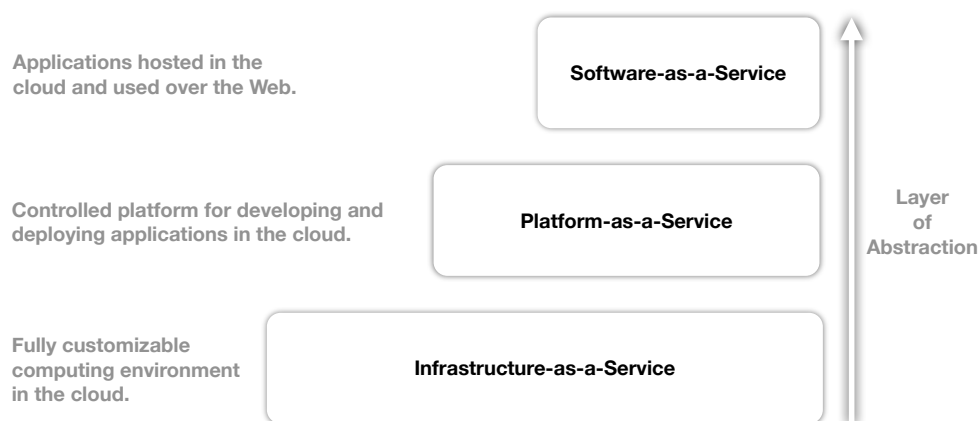 Applications hosted in the
cloud and used over the Web.
Software-as-a-Service
Controlled platform for developing and
deploying applications in the cloud.
Platform-as-a-Service
Layer
of
Abstraction
Fully customizable
computing environment
in the cloud.
Infrastructure-as-a-Service